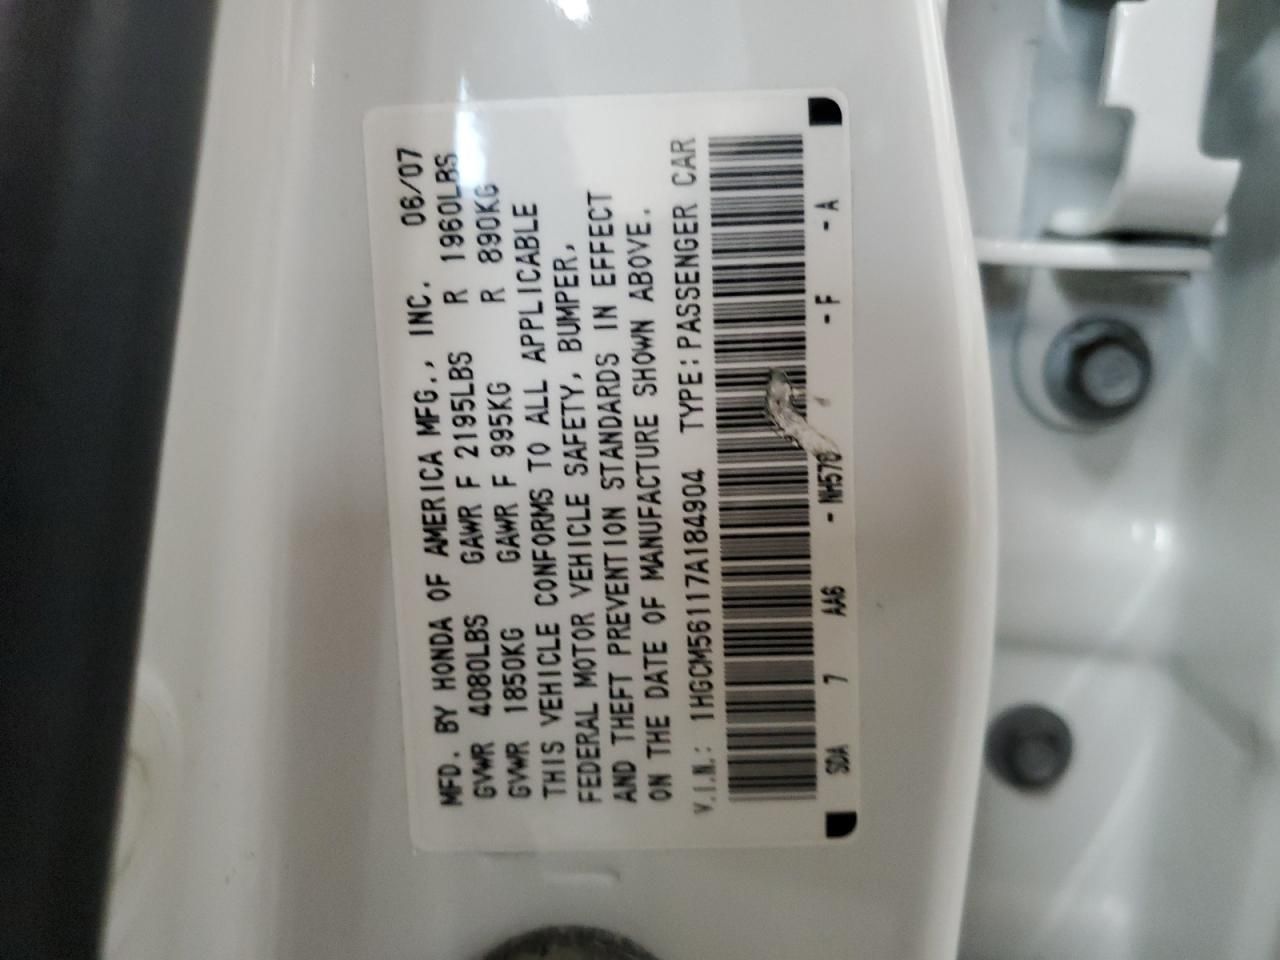 MFD. BY HONDA OF AMERICA MFG., INC. 06/07
GVWR 4080LBS GAWR F 2195LBS R 1960LBS
GVWR 1850KG GAWR F 995KG R 890KG
THIS VEHICLE CONFORMS TO ALL APPLICABLE
FEDERAL MOTOR VEHICLE SAFETY, BUMPER,
AND THEFT PREVENTION STANDARDS IN EFFECT
ON THE DATE OF MANUFACTURE SHOWN ABOVE.
V.I.N.: 1HGCM56117A184904 TYPE:PASSENGER CAR
SDA 7 AA6 - NH578 -F -A